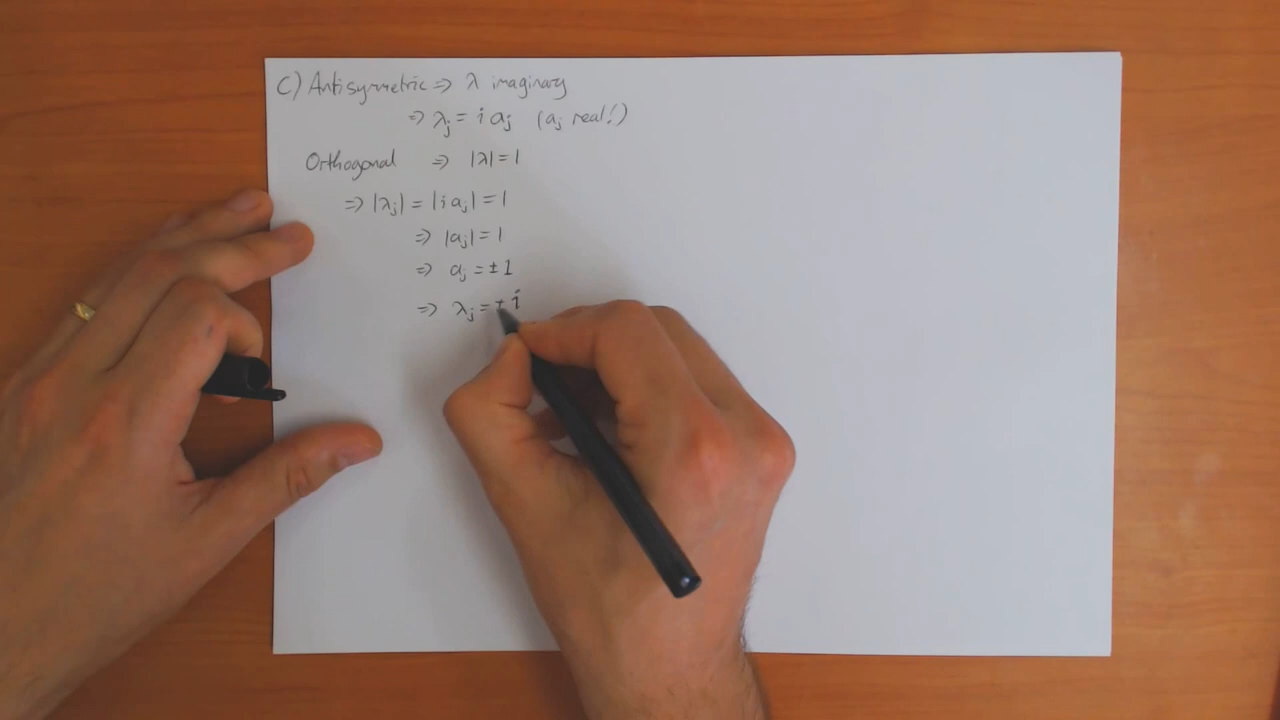 C) Antisymmetric ⇒ λ imaginary
⇒ λⱼ = i aⱼ (aⱼ real!)
Orthogonal ⇒ |λ| = 1
⇒ |λⱼ| = |i aⱼ| = 1
⇒ |aⱼ| = 1
⇒ aⱼ = ±1
⇒ λⱼ = ± i